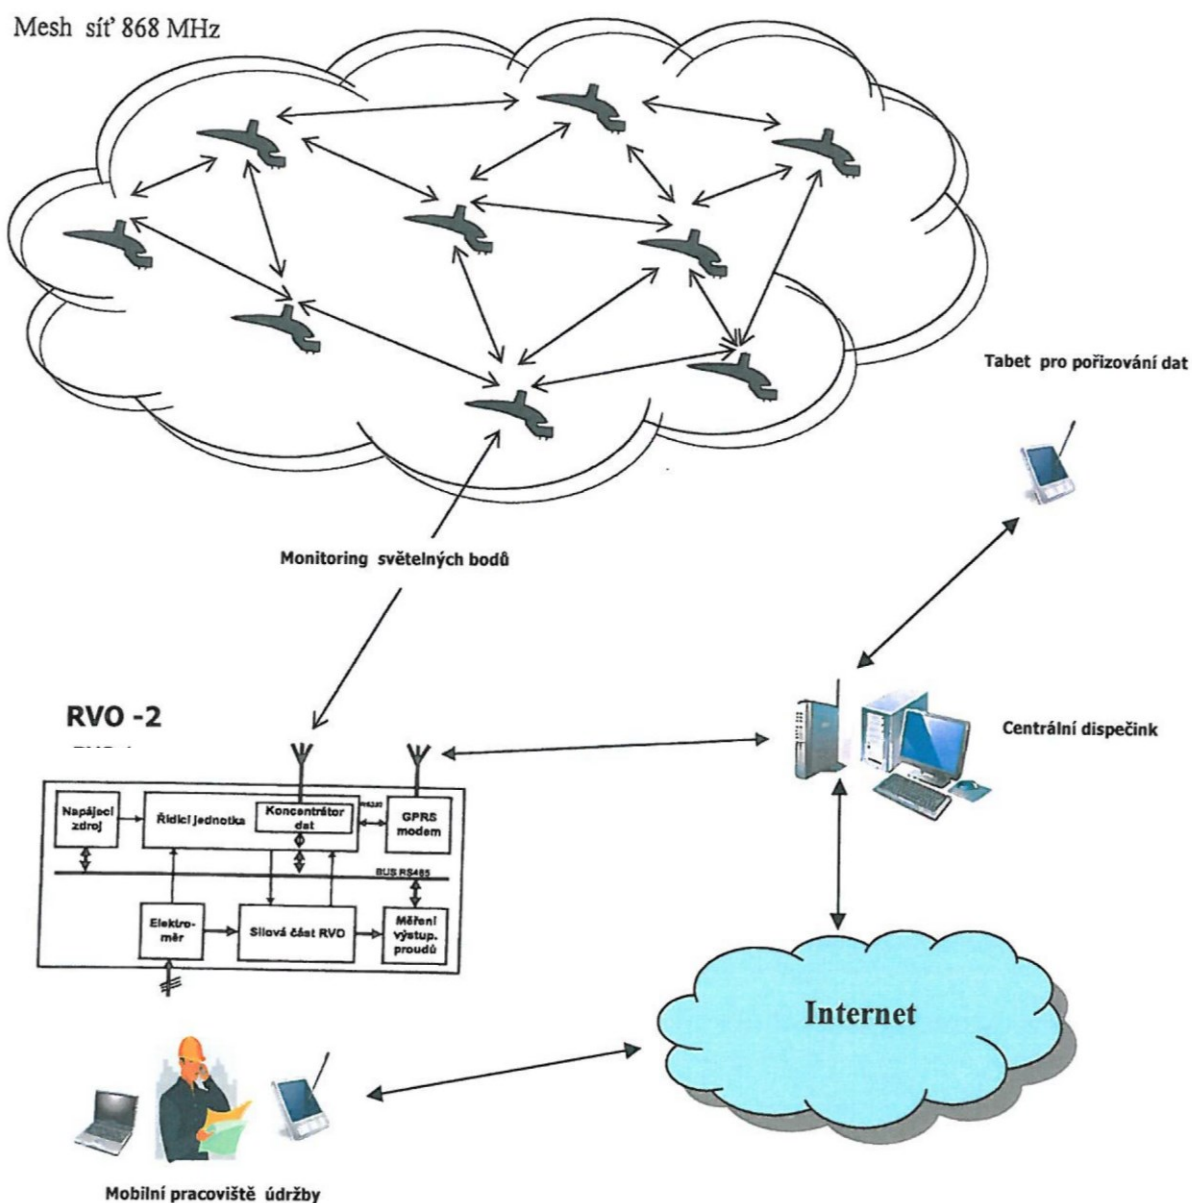 Mesh síť 868 MHz
Tabet pro pořizování dat
Monitoring světelných bodů
RVO -2
Centrální dispečink
Napájecí
zdroj
Řídicí jednotka
Koncentrátor
dat
GPRS
modem
BUS RS485
Elektro-
měr
Silová část RVO
Měření
výstup.
proudů
Internet
Mobilní pracoviště údržby